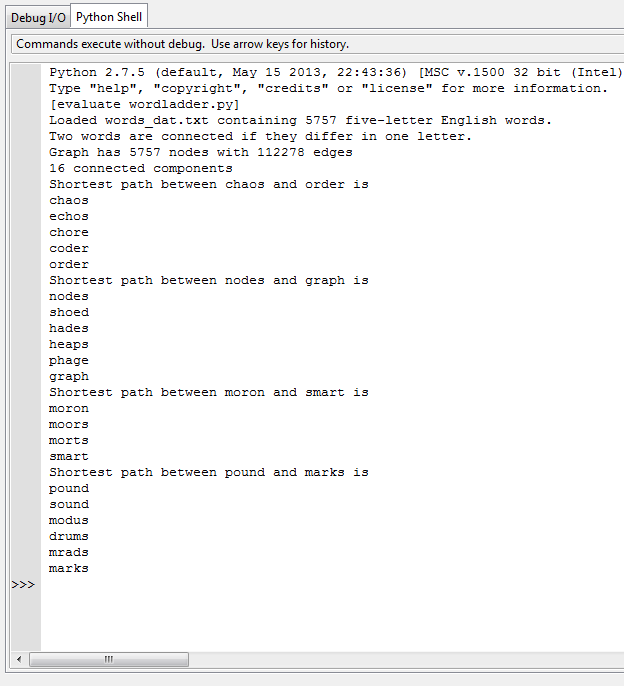 Debug I/O
Python Shell
Commands execute without debug.  Use arrow keys for history.
Python 2.7.5 (default, May 15 2013, 22:43:36) [MSC v.1500 32 bit (Intel)
Type "help", "copyright", "credits" or "license" for more information.
[evaluate wordladder.py]
Loaded words_dat.txt containing 5757 five-letter English words.
Two words are connected if they differ in one letter.
Graph has 5757 nodes with 112278 edges
16 connected components
Shortest path between chaos and order is
chaos
echos
chore
coder
order
Shortest path between nodes and graph is
nodes
shoed
hades
heaps
phage
graph
Shortest path between moron and smart is
moron
moors
morts
smart
Shortest path between pound and marks is
pound
sound
modus
drums
mrads
marks
>>>